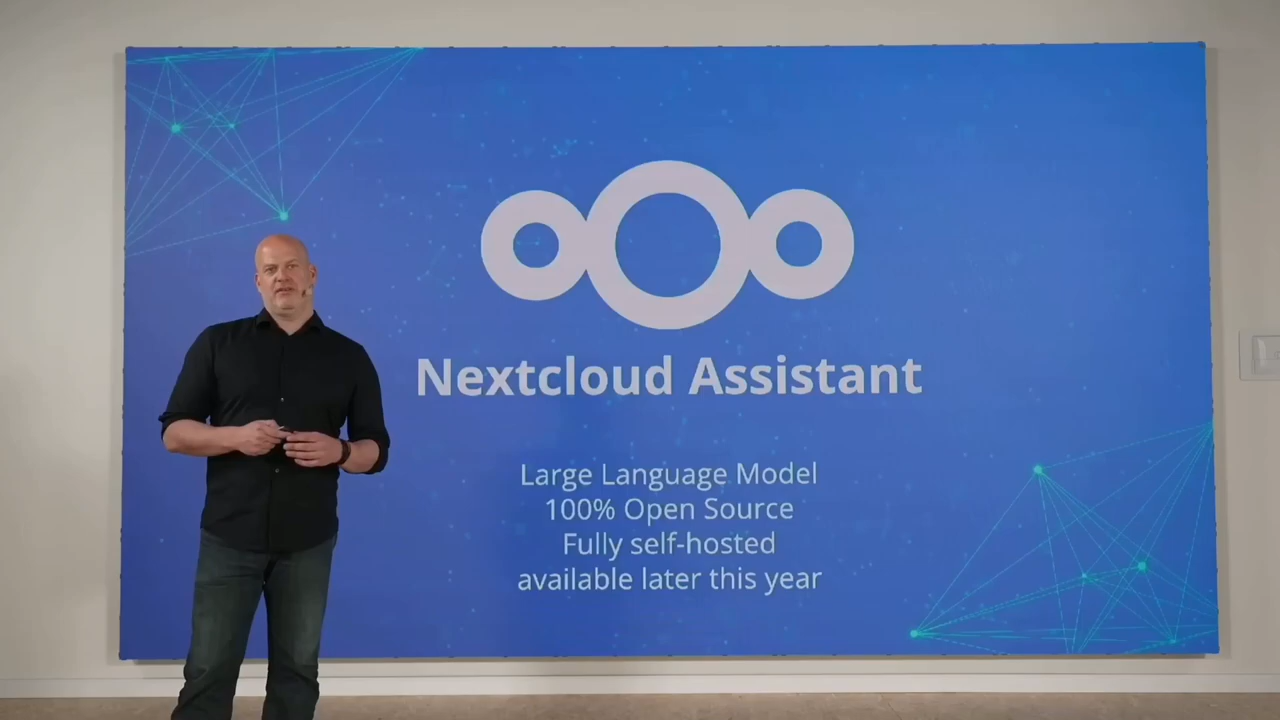 Nextcloud Assistant
Large Language Model
100% Open Source
Fully self-hosted
available later this year